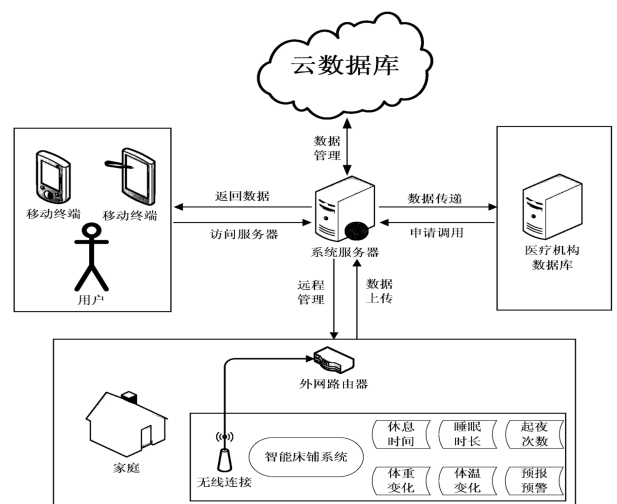 云数据库
数据
管理
移动终端
移动终端
用户
返回数据
访问服务器
系统服务器
数据传递
申请调用
医疗机构
数据库
远程
管理
数据
上传
外网路由器
家庭
无线连接
智能床铺系统
休息
时间
睡眠
时长
起夜
次数
体重
变化
体温
变化
预报
预警